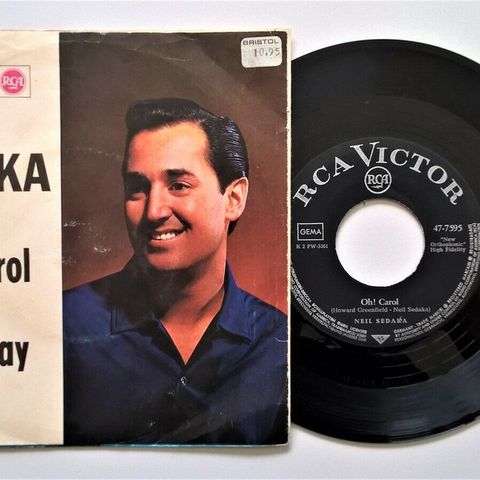 BRISTOL
10.95
RCA
KA
rol
ay
RCA VICTOR
RCA
GEMA
K 2 PW-5361
47-7595
"New
Orthophonic"
High Fidelity
Oh! Carol
(Howard Greenfield - Neil Sedaka)
NEIL SEDAKA
45